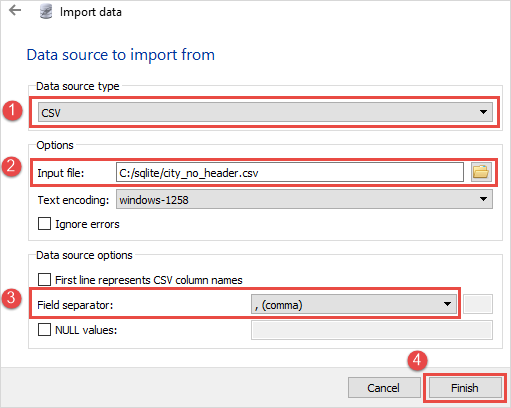 Import data
Data source to import from
Data source type
1
CSV
Options
2
Input file: C:/sqlite/city_no_header.csv
Text encoding: windows-1258
Ignore errors
Data source options
First line represents CSV column names
3
Field separator: , (comma)
NULL values:
4
Cancel Finish